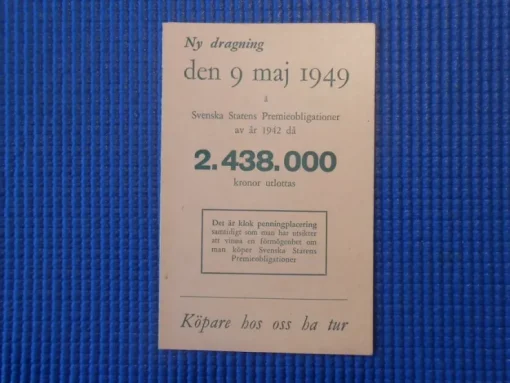 Ny dragning
den 9 maj 1949
å
Svenska Statens Premieobligationer
av år 1942 då
2.438.000
kronor utlottas
Det är klok penningplacering
samtidigt som man har utsikter
att vinna en förmögenhet om
man köper Svenska Statens
Premieobligationer
Köpare hos oss ha tur